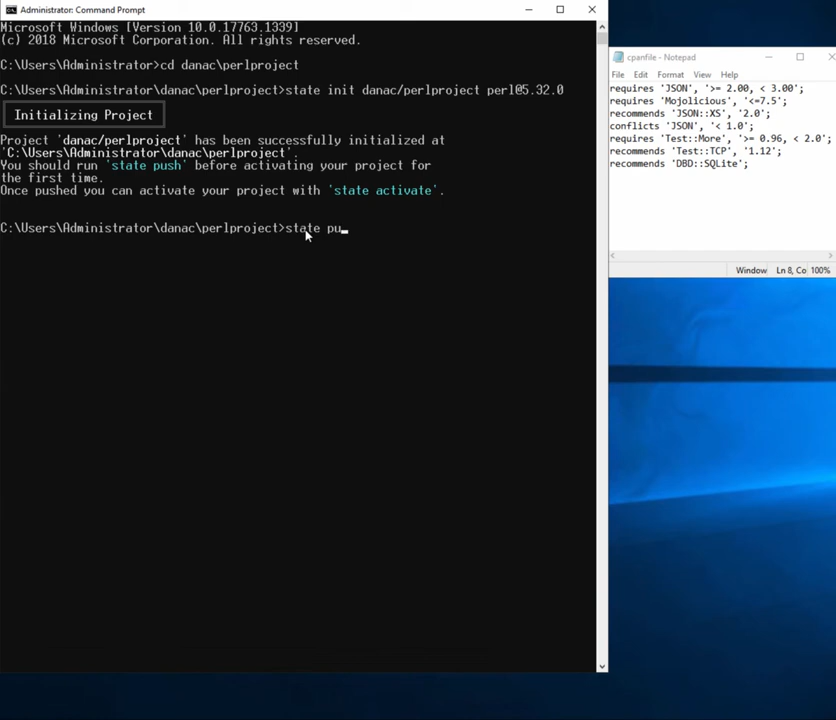 Administrator: Command Prompt
Microsoft Windows [Version 10.0.17763.1339]
(c) 2018 Microsoft Corporation. All rights reserved.
C:\Users\Administrator>cd danac\perlproject
C:\Users\Administrator\danac\perlproject>state init danac/perlproject perl@5.32.0
Initializing Project
Project 'danac/perlproject' has been successfully initialized at
'C:\Users\Administrator\danac\perlproject'.
You should run 'state push' before activating your project for
the first time.
Once pushed you can activate your project with 'state activate'.
C:\Users\Administrator\danac\perlproject>state pu
cpanfile - Notepad
File Edit Format View Help
requires 'JSON', '>= 2.00, < 3.00';
requires 'Mojolicious', '<=7.5';
recommends 'JSON::XS', '2.0';
conflicts 'JSON', '< 1.0';
requires 'Test::More', '>= 0.96, < 2.0';
recommends 'Test::TCP', '1.12';
recommends 'DBD::SQLite';
Window Ln 8, Co 100%